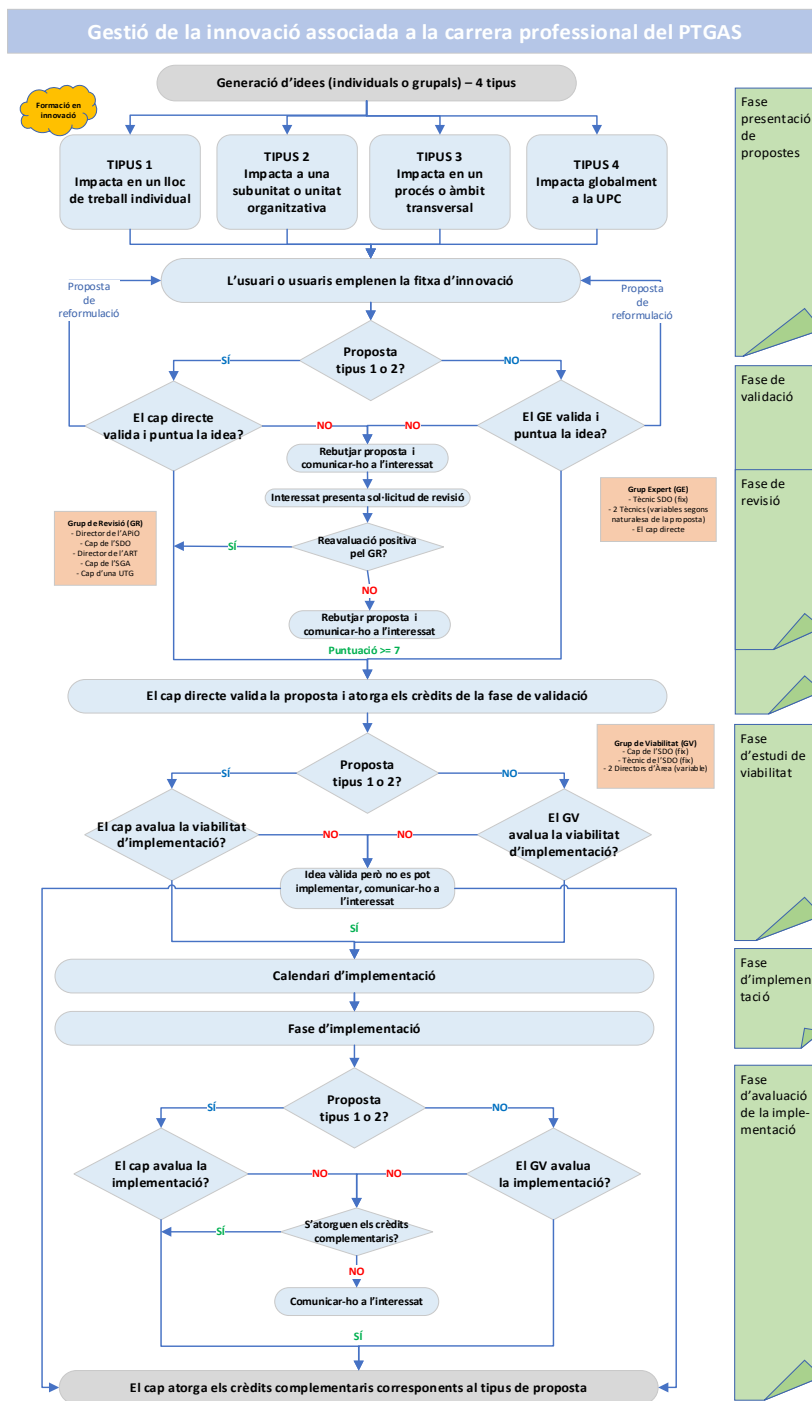 Gestió de la innovació associada a la carrera professional del PTGAS
Generació d'idees (individuals o grupals) – 4 tipus
Formació en
innovació
TIPUS 1
Impacta en un lloc
de treball individual
TIPUS 2
Impacta a una
subunitat o unitat
organitzativa
TIPUS 3
Impacta en un
procés o àmbit
transversal
TIPUS 4
Impacta globalment
a la UPC
Fase
presentació
de
propostes
L'usuari o usuaris emplenen la fitxa d'innovació
Proposta
de
reformulació
Proposta
de
reformulació
Proposta
tipus 1 o 2?
SÍ
NO
Fase de
validació
El cap directe
valida i puntua la idea?
NO
NO
El GE valida i
puntua la idea?
Rebutjar proposta i
comunicar-ho a l'interessat
Fase de
revisió
Interessat presenta sol·licitud de revisió
Grup Expert (GE)
- Tècnic SDO (fix)
- 2 Tècnics (variables segons
naturalesa de la proposta)
- El cap directe
Grup de Revisió (GR)
- Director de l'APiO
- Cap de l'SDO
- Director de l'ART
- Cap de l'SGA
- Cap d'una UTG
SÍ
Reavaluació positiva
pel GR?
NO
Rebutjar proposta i
comunicar-ho a l'interessat
Puntuació >= 7
El cap directe valida la proposta i atorga els crèdits de la fase de validació
Fase
d'estudi de
viabilitat
Grup de Viabilitat (GV)
- Cap de l'SDO (fix)
- Tècnic de l'SDO (fix)
- 2 Directors d'Àrea (variable)
Proposta
tipus 1 o 2?
SÍ
NO
El cap avalua la viabilitat
d'implementació?
NO
NO
El GV
avalua la viabilitat
d'implementació?
Idea vàlida però no es pot
implementar, comunicar-ho a
l'interessat
SÍ
Fase
d'implemen
tació
Calendari d'implementació
Fase d'implementació
Fase
d'avaluació
de la imple-
mentació
Proposta
tipus 1 o 2?
SÍ
NO
El cap avalua la
implementació?
NO
NO
El GV avalua
la implementació?
SÍ
S'atorguen els crèdits
complementaris?
NO
Comunicar-ho a l'interessat
SÍ
El cap atorga els crèdits complementaris corresponents al tipus de proposta